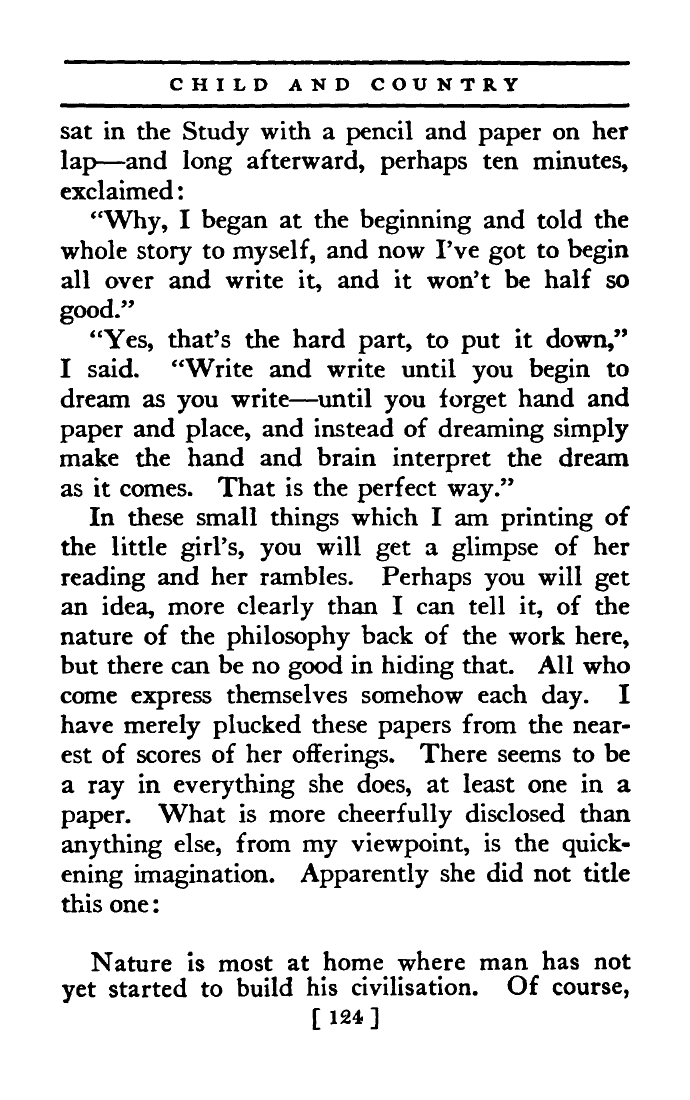 CHILD AND COUNTRY
sat in the Study with a pencil and paper on her
lap—and long afterward, perhaps ten minutes,
exclaimed:
“Why, I began at the beginning and told the
whole story to myself, and now I’ve got to begin
all over and write it, and it won’t be half so
good.”
“Yes, that’s the hard part, to put it down,”
I said. “Write and write until you begin to
dream as you write—until you forget hand and
paper and place, and instead of dreaming simply
make the hand and brain interpret the dream
as it comes. That is the perfect way.”
In these small things which I am printing of
the little girl’s, you will get a glimpse of her
reading and her rambles. Perhaps you will get
an idea, more clearly than I can tell it, of the
nature of the philosophy back of the work here,
but there can be no good in hiding that. All who
come express themselves somehow each day. I
have merely plucked these papers from the near-
est of scores of her offerings. There seems to be
a ray in everything she does, at least one in a
paper. What is more cheerfully disclosed than
anything else, from my viewpoint, is the quick-
ening imagination. Apparently she did not title
this one:
Nature is most at home where man has not
yet started to build his civilisation. Of course,
[ 124 ]